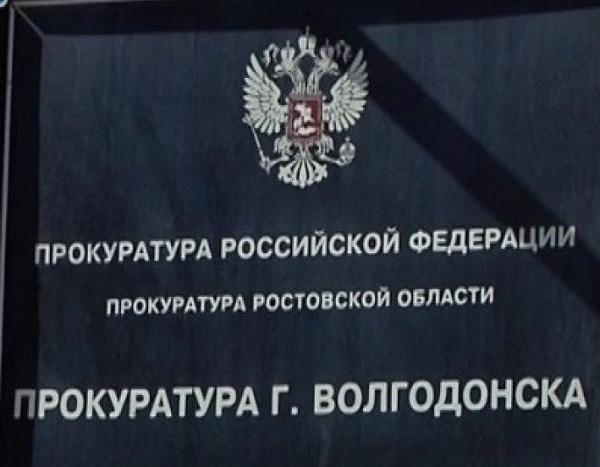 ПРОКУРАТУРА РОССИЙСКОЙ ФЕДЕРАЦИИ
ПРОКУРАТУРА РОСТОВСКОЙ ОБЛАСТИ
ПРОКУРАТУРА Г. ВОЛГОДОНСКА